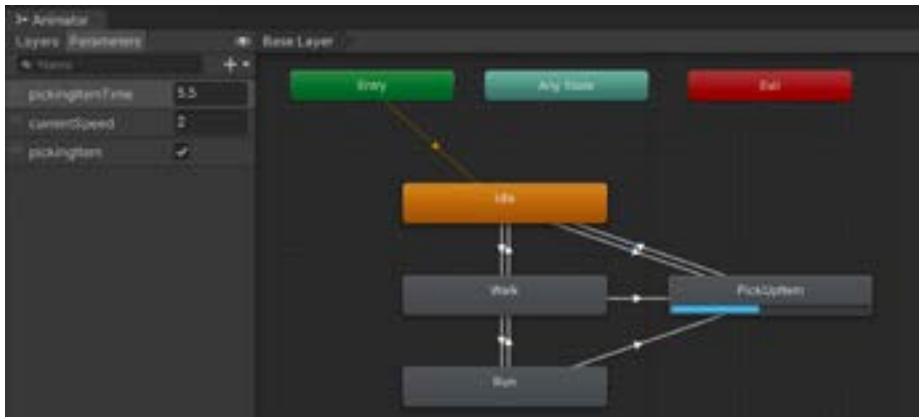 Animator
Layers Parameters
Base Layer
Name
pickingItemTime 5.5
currentSpeed 2
pickingItem
Entry
Any State
Exit
Idle
Walk
PickUpItem
Run